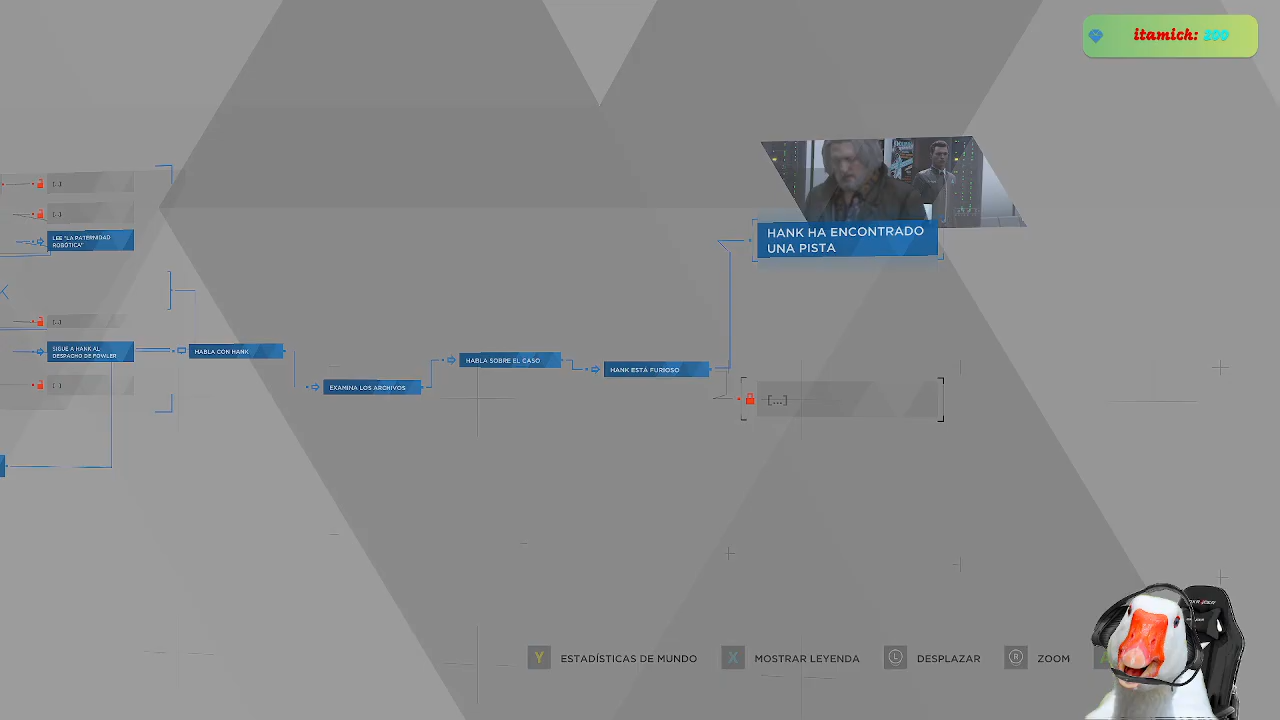 itamich: 200
[...]
[...]
LEE "LA PATERNIDAD
ROBÓTICA"
HANK HA ENCONTRADO
UNA PISTA
[...]
SIGUE A HANK AL
DESPACHO DE FOWLER
HABLA CON HANK
[...]
EXAMINA LOS ARCHIVOS
HABLA SOBRE EL CASO
HANK ESTÁ FURIOSO
[...]
Y ESTADÍSTICAS DE MUNDO
X MOSTRAR LEYENDA
L DESPLAZAR
R ZOOM